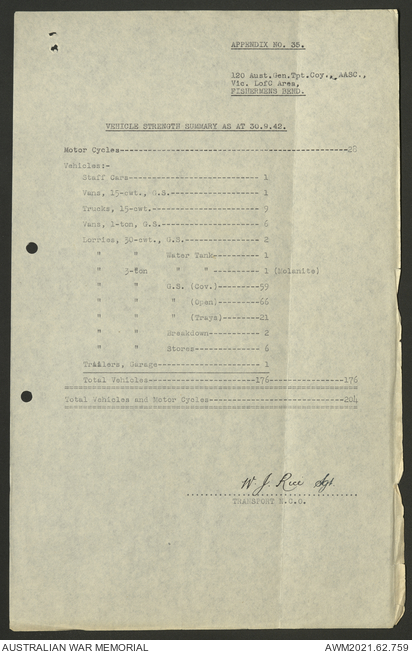 APPENDIX NO. 35.
120 Aust.Gen.Tpt.Coy., AASC.,
Vic. LofC Area,
FISHERMENS BEND.
VEHICLE STRENGTH SUMMARY AS AT 30.9.42.
Motor Cycles----------------------------------------28
Vehicles:-
Staff Cars----------------------- 1
Vans, 15-cwt., G.S.-------------- 1
Trucks, 15-cwt.------------------ 9
Vans, 1-ton, G.S.---------------- 6
Lorries, 30-cwt., G.S.----------- 2
" " Water Tank-------- 1
" 3-ton " " --------- 1 (Molanite)
" " " G.S. (Cov.)-------59
" " " (Open)-------66
" " " (Trays)------21
" " Breakdown--------- 2
" " Stores------------ 6
Trailers, Garage----------------- 1
Total Vehicles------------------176------------176
Total Vehicles and Motor Cycles--------------------204
W. J. Rice Sgt.
TRANSPORT N.C.O.
AUSTRALIAN WAR MEMORIAL AWM2021.62.759